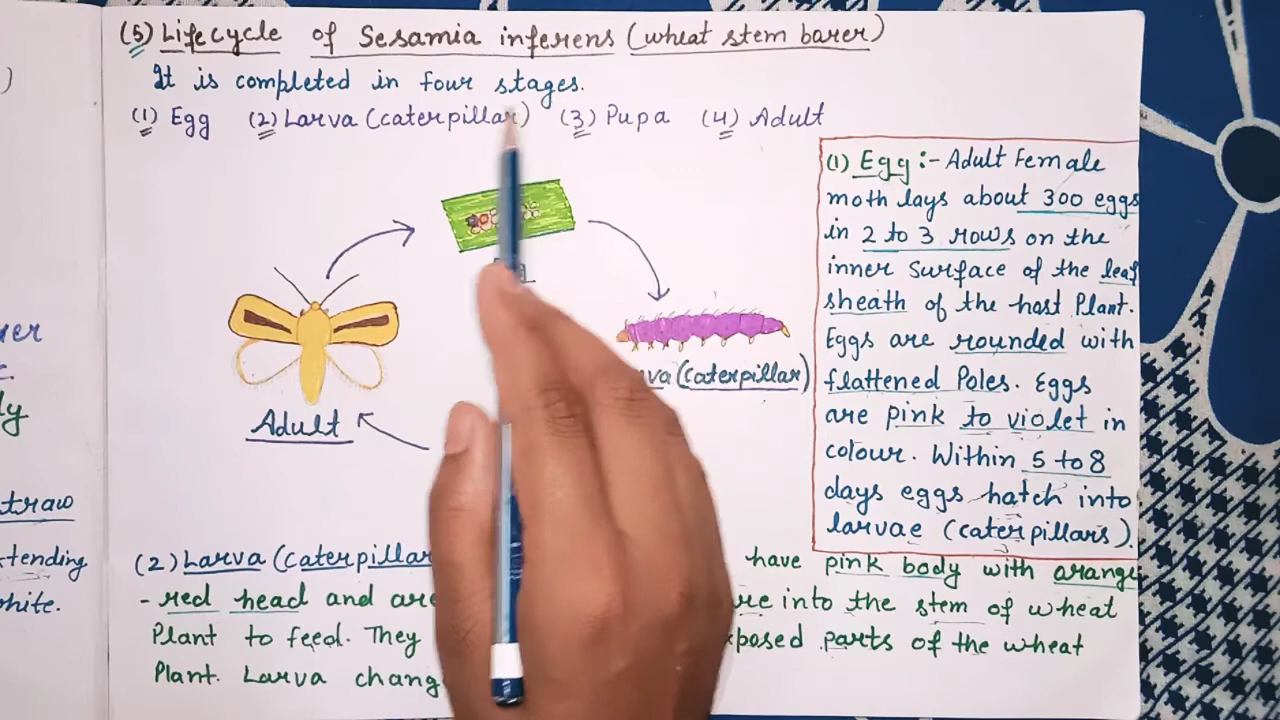 (5) Lifecycle of Sesamia inferens (wheat stem barer)
It is completed in four stages.
(1) Egg (2) Larva (caterpillar) (3) Pupa (4) Adult
(1) Egg :- Adult Female
moth lays about 300 eggs
in 2 to 3 rows on the
inner surface of the leaf
sheath of the host Plant.
Eggs are rounded with
flattened Poles. Eggs
are pink to violet in
colour. Within 5 to 8
days eggs hatch into
larvae (caterpillars).
va (caterpillar)
Adult
(2) Larva (caterpillar have pink body with orange
- red head and are into the stem of wheat
Plant to feed. They xposed parts of the wheat
Plant. Larva chang
traw
tending
hite.